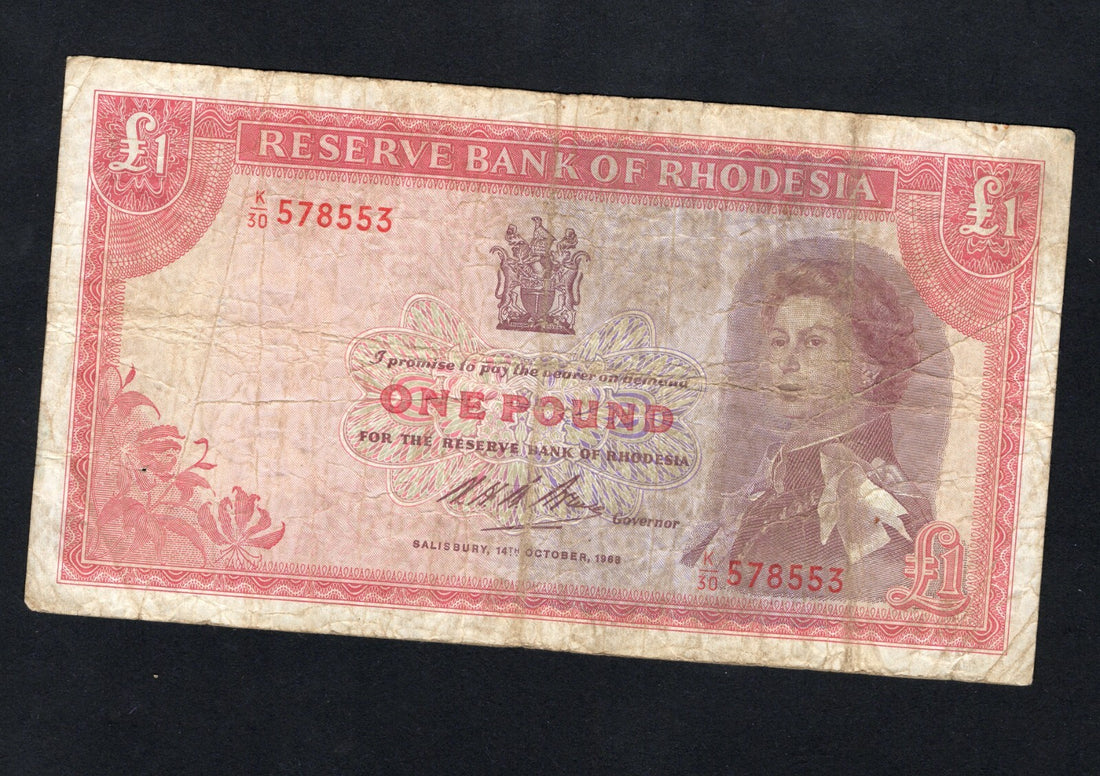 £1
RESERVE BANK OF RHODESIA
£1
K/30 578553
I promise to pay the bearer on demand
ONE POUND
FOR THE RESERVE BANK OF RHODESIA
Governor
SALISBURY, 14TH OCTOBER, 1968
K/30 578553
£1